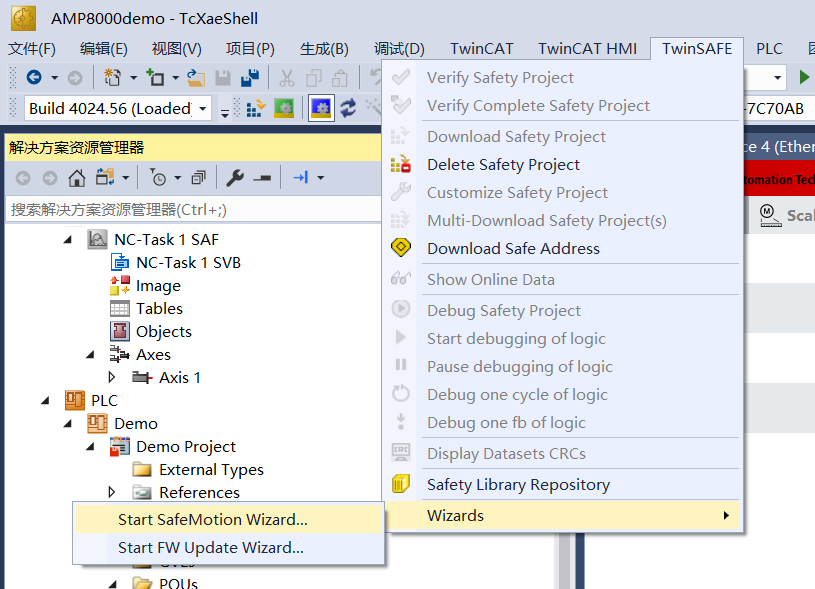 AMP8000demo - TcXaeShell
文件(F) 编辑(E) 视图(V) 项目(P) 生成(B) 调试(D) TwinCAT TwinCAT HMI TwinSAFE PLC
Build 4024.56 (Loaded)
-7C70AB
解决方案资源管理器
搜索解决方案资源管理器(Ctrl+;)
NC-Task 1 SAF
NC-Task 1 SVB
Image
Tables
Objects
Axes
Axis 1
PLC
Demo
Demo Project
External Types
References
POUs
Verify Safety Project
Verify Complete Safety Project
Download Safety Project
Delete Safety Project
Customize Safety Project
Multi-Download Safety Project(s)
Download Safe Address
Show Online Data
Debug Safety Project
Start debugging of logic
Pause debugging of logic
Debug one cycle of logic
Debug one fb of logic
Display Datasets CRCs
Safety Library Repository
Wizards
Start SafeMotion Wizard...
Start FW Update Wizard...
ce 4 (Ether
tomation Tech
Scal